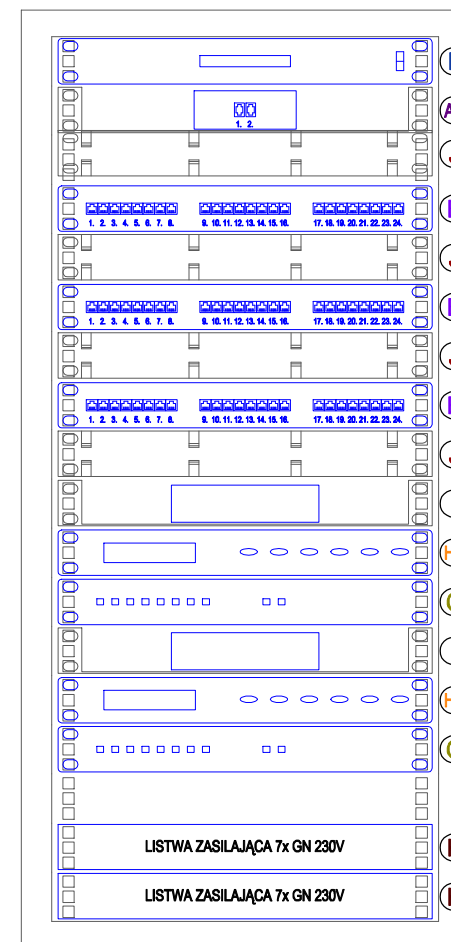 1. 2.
J
1. 2. 3. 4. 5. 6. 7. 8. 9. 10. 11. 12. 13. 14. 15. 16. 17. 18. 19. 20. 21. 22. 23. 24.
J
1. 2. 3. 4. 5. 6. 7. 8. 9. 10. 11. 12. 13. 14. 15. 16. 17. 18. 19. 20. 21. 22. 23. 24.
J
1. 2. 3. 4. 5. 6. 7. 8. 9. 10. 11. 12. 13. 14. 15. 16. 17. 18. 19. 20. 21. 22. 23. 24.
J
H
H
LISTWA ZASILAJĄCA 7x GN 230V
LISTWA ZASILAJĄCA 7x GN 230V